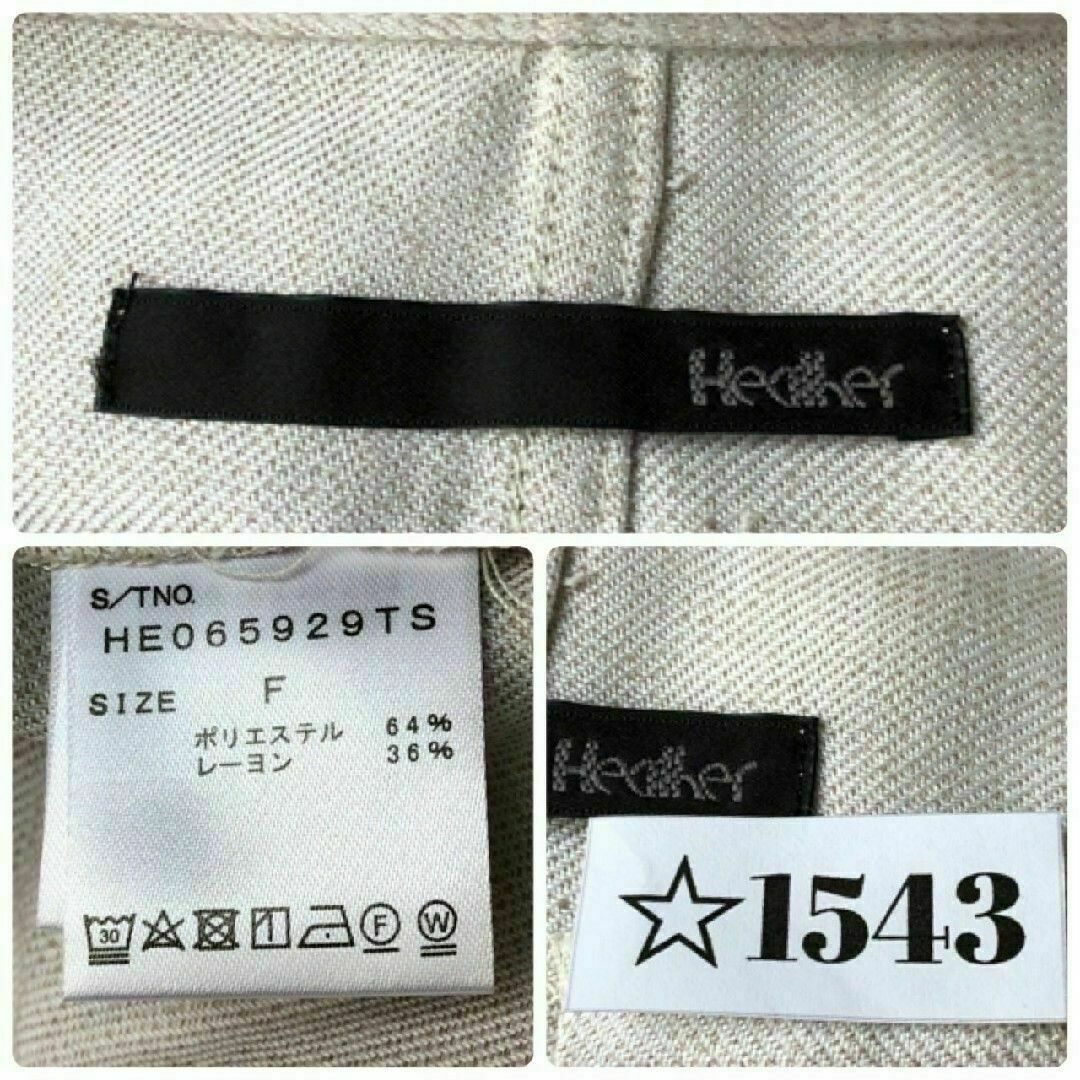 Heather
S/TNO.
HE065929TS
SIZE F
ポリエステル 64%
レーヨン 36%
30
F
W
Heather
☆1543